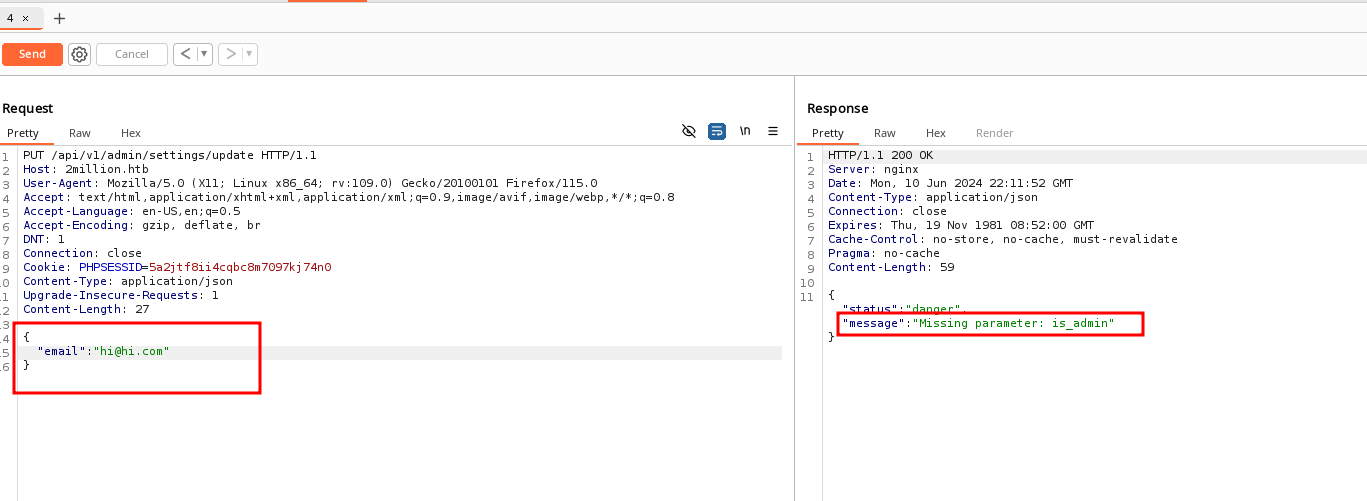 4 × +
Send Cancel < ▾ > ▾
Request
Pretty Raw Hex \n
1 PUT /api/v1/admin/settings/update HTTP/1.1
2 Host: 2million.htb
3 User-Agent: Mozilla/5.0 (X11; Linux x86_64; rv:109.0) Gecko/20100101 Firefox/115.0
4 Accept: text/html,application/xhtml+xml,application/xml;q=0.9,image/avif,image/webp,*/*;q=0.8
5 Accept-Language: en-US,en;q=0.5
6 Accept-Encoding: gzip, deflate, br
7 DNT: 1
8 Connection: close
9 Cookie: PHPSESSID=5a2jtf8ii4cqbc8m7097kj74n0
10 Content-Type: application/json
11 Upgrade-Insecure-Requests: 1
12 Content-Length: 27
13
14 {
15 "email":"hi@hi.com"
16 }
Response
Pretty Raw Hex Render
1 HTTP/1.1 200 OK
2 Server: nginx
3 Date: Mon, 10 Jun 2024 22:11:52 GMT
4 Content-Type: application/json
5 Connection: close
6 Expires: Thu, 19 Nov 1981 08:52:00 GMT
7 Cache-Control: no-store, no-cache, must-revalidate
8 Pragma: no-cache
9 Content-Length: 59
10
11 {
"status":"danger",
"message":"Missing parameter: is_admin"
}